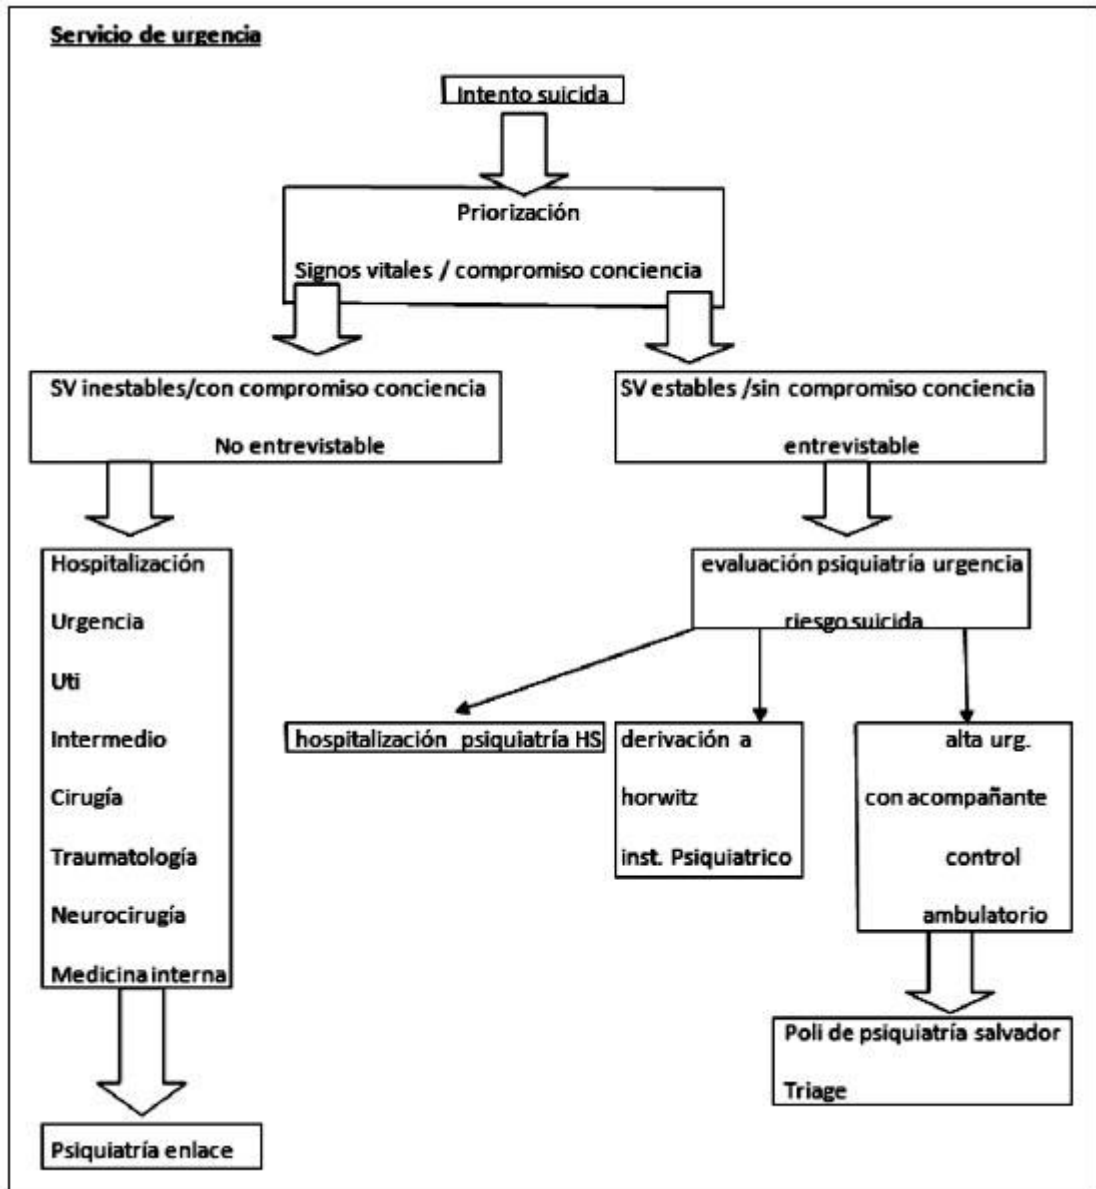 Servicio de urgencia
Intento suicida
Priorización
Signos vitales / compromiso conciencia
SV inestables/con compromiso conciencia
No entrevistable
SV estables /sin compromiso conciencia
entrevistable
Hospitalización
Urgencia
Uti
Intermedio
Cirugía
Traumatología
Neurocirugía
Medicina interna
Psiquiatría enlace
evaluación psiquiatría urgencia
riesgo suicida
hospitalización psiquiatría HS
derivación a
horwitz
inst. Psiquiatrico
alta urg.
con acompañante
control
ambulatorio
Poli de psiquiatría salvador
Triage